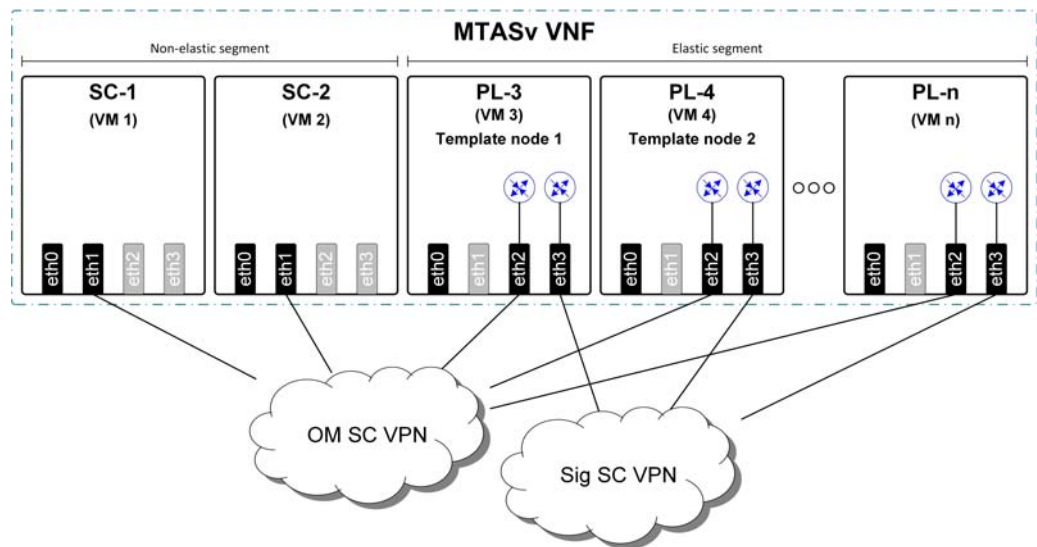 MTASv VNF
Non-elastic segment
Elastic segment
SC-1
(VM 1)
SC-2
(VM 2)
PL-3
(VM 3)
Template node 1
PL-4
(VM 4)
Template node 2
PL-n
(VM n)
eth0 eth1 eth2 eth3
eth0 eth1 eth2 eth3
eth0 eth1 eth2 eth3
eth0 eth1 eth2 eth3
eth0 eth1 eth2 eth3
OM SC VPN
Sig SC VPN